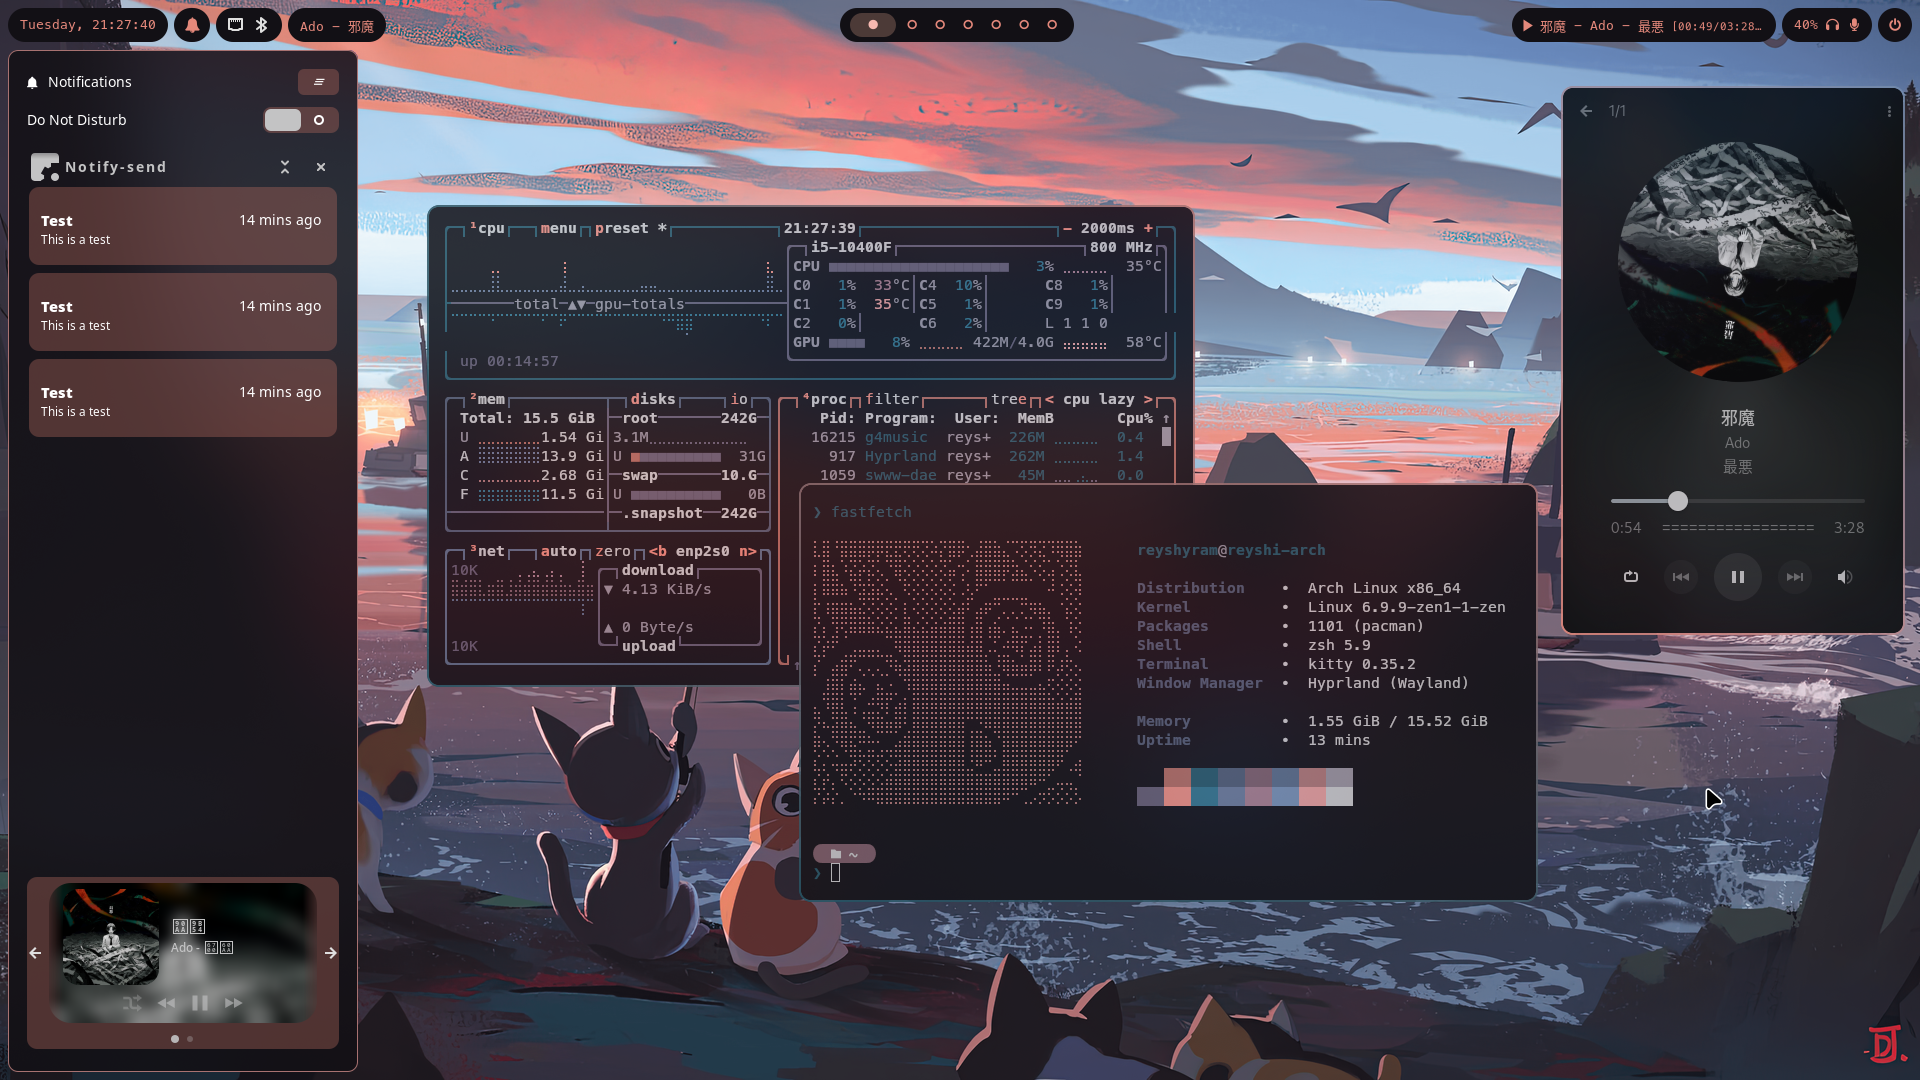 Tuesday, 21:27:40
Ado - 邪魔
邪魔 - Ado - 最悪 [00:49/03:28…
40%
Notifications
Do Not Disturb
Notify-send
Test 14 mins ago
This is a test
Test 14 mins ago
This is a test
Test 14 mins ago
This is a test
Ado -
¹cpu menu preset * 21:27:39 - 2000ms +
i5-10400F 800 MHz
CPU 3% 35°C
C0 1% 33°C C4 10% C8 1%
C1 1% 35°C C5 1% C9 1%
C2 0% C6 2% L 1 1 0
GPU 8% 422M/4.0G 58°C
total ▲▼ gpu-totals
up 00:14:57
²mem disks io
Total: 15.5 GiB root 242G
U 1.54 Gi 3.1M
A 13.9 Gi U 31G
C 2.68 Gi swap 10.G
F 11.5 Gi U 0B
.snapshot 242G
³net auto zero <b enp2s0 n>
10K download
▼ 4.13 KiB/s
▲ 0 Byte/s
10K upload
⁴proc filter tree < cpu lazy >
Pid: Program: User: MemB Cpu% ↑
16215 g4music reys+ 226M 0.4
917 Hyprland reys+ 262M 1.4
1059 swww-dae reys+ 45M 0.0
❯ fastfetch
reyshyram@reyshi-arch
Distribution • Arch Linux x86_64
Kernel • Linux 6.9.9-zen1-1-zen
Packages • 1101 (pacman)
Shell • zsh 5.9
Terminal • kitty 0.35.2
Window Manager • Hyprland (Wayland)
Memory • 1.55 GiB / 15.52 GiB
Uptime • 13 mins
~
❯
1/1
邪魔
Ado
最悪
0:54 ================= 3:28